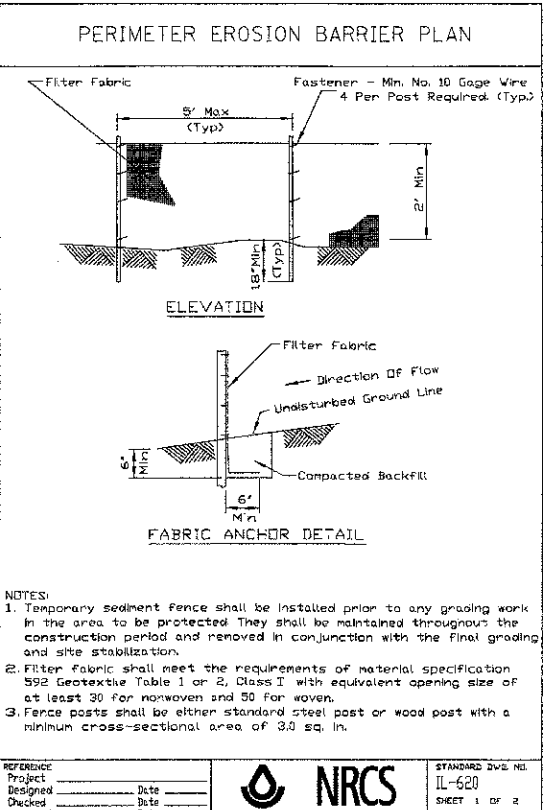 PERIMETER EROSION BARRIER PLAN
Filter Fabric
Fastener - Min. No. 10 Gage Wire
4 Per Post Required. (Typ.)
5' Max
(Typ.)
2' Min
18" Min
(Typ.)
ELEVATION
Filter Fabric
Direction Of Flow
Undisturbed Ground Line
6" Min
Compacted Backfill
6"
Min
FABRIC ANCHOR DETAIL
NOTES:
1. Temporary sediment fence shall be installed prior to any grading work
in the area to be protected. They shall be maintained throughout the
construction period and removed in conjunction with the final grading
and site stabilization.
2. Filter fabric shall meet the requirements of material specification
592 Geotextile Table 1 or 2, Class I with equivalent opening size of
at least 30 for nonwoven and 50 for woven.
3. Fence posts shall be either standard steel post or wood post with a
minimum cross-sectional area of 3.0 sq. in.
REFERENCE
Project
Designed Date
Checked Date
NRCS
STANDARD DWG. NO.
IL-620
SHEET 1 OF 2